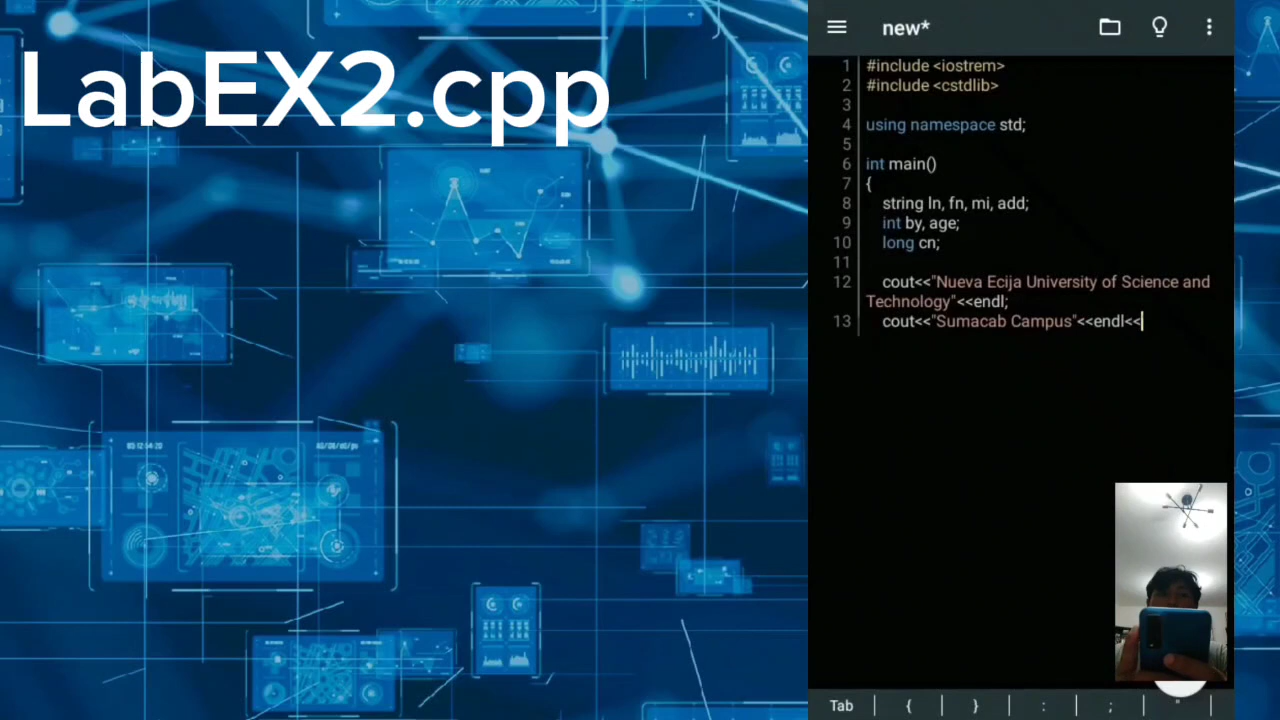 LabEX2.cpp
new*
1 #include <iostrem>
2 #include <cstdlib>
3
4 using namespace std;
5
6 int main()
7 {
8 string ln, fn, mi, add;
9 int by, age;
10 long cn;
11
12 cout<<"Nueva Ecija University of Science and
Technology"<<endl;
13 cout<<"Sumacab Campus"<<endl<<
Tab { } : ; "